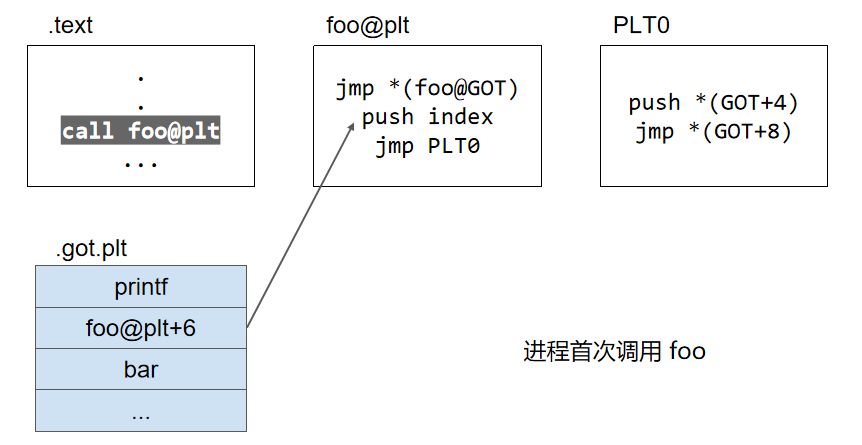 .text
.
.
call foo@plt
...
foo@plt
jmp *(foo@GOT)
push index
jmp PLT0
PLT0
push *(GOT+4)
jmp *(GOT+8)
.got.plt
printf
foo@plt+6
bar
...
进程首次调用 foo